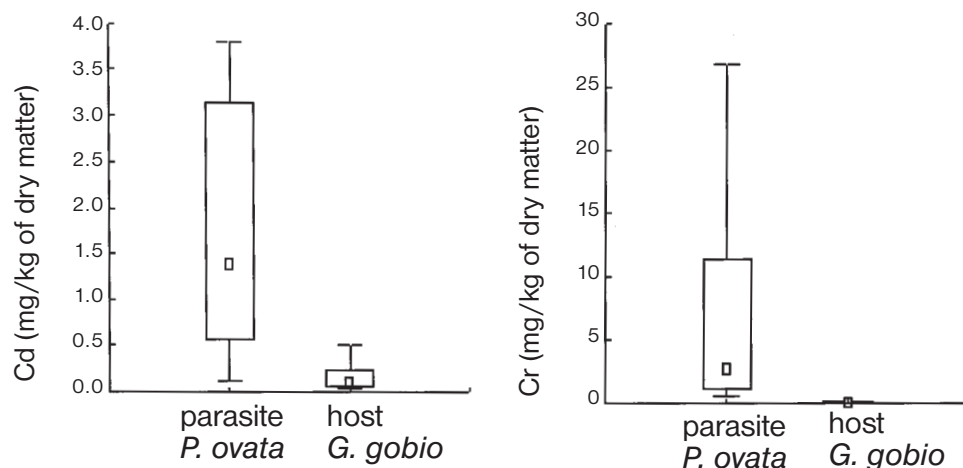 Cd (mg/kg of dry matter)
4.0
3.5
3.0
2.5
2.0
1.5
1.0
0.5
0.0
parasite host
P. ovata G. gobio
Cr (mg/kg of dry matter)
30
25
20
15
10
5
0
parasite host
P. ovata G. gobio